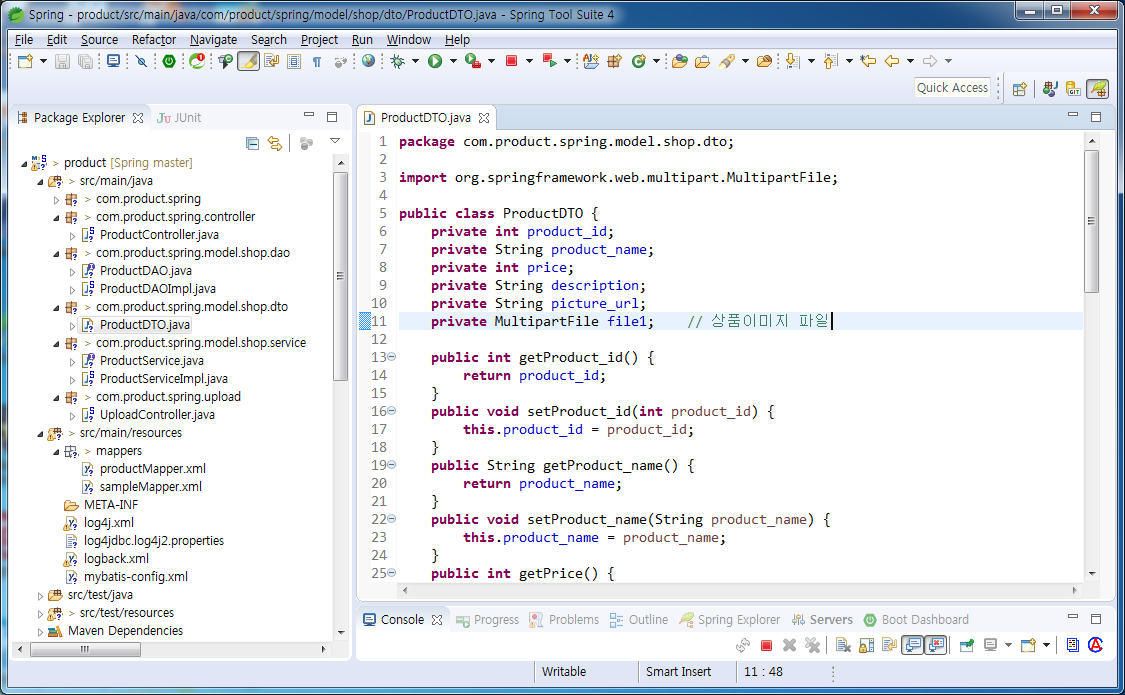 Spring - product/src/main/java/com/product/spring/model/shop/dto/ProductDTO.java - Spring Tool Suite 4
File Edit Source Refactor Navigate Search Project Run Window Help
Quick Access
Package Explorer JUnit
product [Spring master]
> src/main/java
> com.product.spring
> com.product.spring.controller
ProductController.java
> com.product.spring.model.shop.dao
ProductDAO.java
ProductDAOImpl.java
> com.product.spring.model.shop.dto
ProductDTO.java
> com.product.spring.model.shop.service
ProductService.java
ProductServiceImpl.java
> com.product.spring.upload
UploadController.java
> src/main/resources
> mappers
productMapper.xml
sampleMapper.xml
META-INF
log4j.xml
log4jdbc.log4j2.properties
logback.xml
mybatis-config.xml
src/test/java
> src/test/resources
Maven Dependencies
ProductDTO.java
1 package com.product.spring.model.shop.dto;
2
3 import org.springframework.web.multipart.MultipartFile;
4
5 public class ProductDTO {
6 private int product_id;
7 private String product_name;
8 private int price;
9 private String description;
10 private String picture_url;
11 private MultipartFile file1; // 상품이미지 파일
12
13 public int getProduct_id() {
14 return product_id;
15 }
16 public void setProduct_id(int product_id) {
17 this.product_id = product_id;
18 }
19 public String getProduct_name() {
20 return product_name;
21 }
22 public void setProduct_name(String product_name) {
23 this.product_name = product_name;
24 }
25 public int getPrice() {
Console Progress Problems Outline Spring Explorer Servers Boot Dashboard
Writable Smart Insert 11 : 48